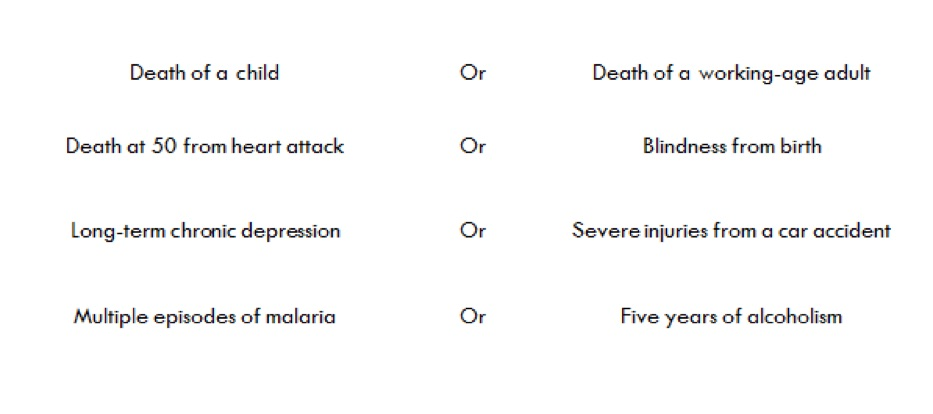 Death of a child Or Death of a working-age adult
Death at 50 from heart attack Or Blindness from birth
Long-term chronic depression Or Severe injuries from a car accident
Multiple episodes of malaria Or Five years of alcoholism